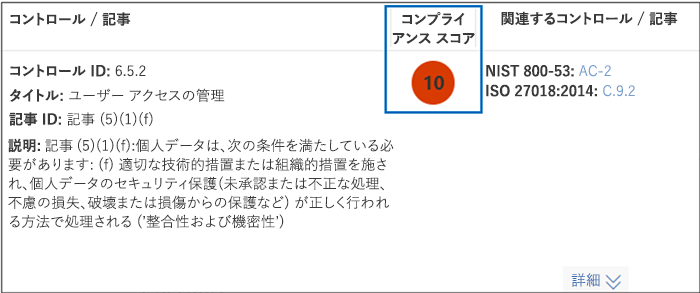 コントロール / 記事
コンプライ
アンス スコア
関連するコントロール / 記事
コントロール ID: 6.5.2
タイトル: ユーザー アクセスの管理
記事 ID: 記事 (5)(1)(f)
説明: 記事 (5)(1)(f):個人データは、次の条件を満たしている必
要があります: (f) 適切な技術的措置または組織的措置を施さ
れ、個人データのセキュリティ保護(未承認または不正な処理、
不慮の損失、破壊または損傷からの保護など) が正しく行われ
る方法で処理される ('整合性および機密性')
10
NIST 800-53: AC-2
ISO 27018:2014: C.9.2
詳細